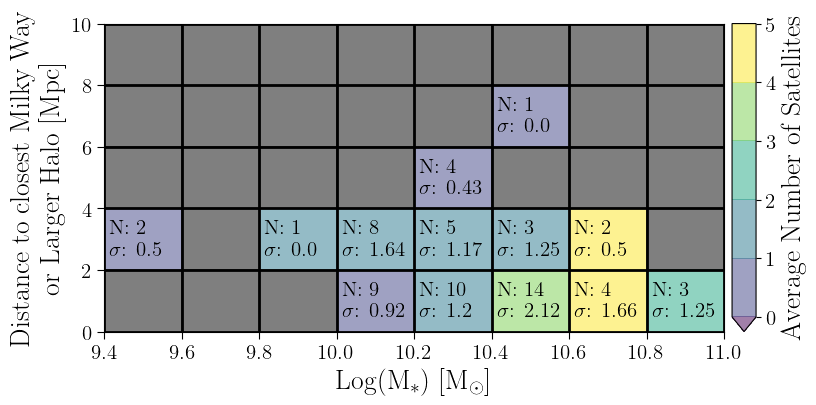 Distance to closest Milky Way
or Larger Halo [Mpc]
10
8
6
4
2
0
N: 1
σ: 0.0
N: 4
σ: 0.43
N: 2
σ: 0.5
N: 1
σ: 0.0
N: 8
σ: 1.64
N: 5
σ: 1.17
N: 3
σ: 1.25
N: 2
σ: 0.5
N: 9
σ: 0.92
N: 10
σ: 1.2
N: 14
σ: 2.12
N: 4
σ: 1.66
N: 3
σ: 1.25
9.4 9.6 9.8 10.0 10.2 10.4 10.6 10.8 11.0
Log(M∗) [M⊙]
5
4
3
2
1
0
Average Number of Satellites